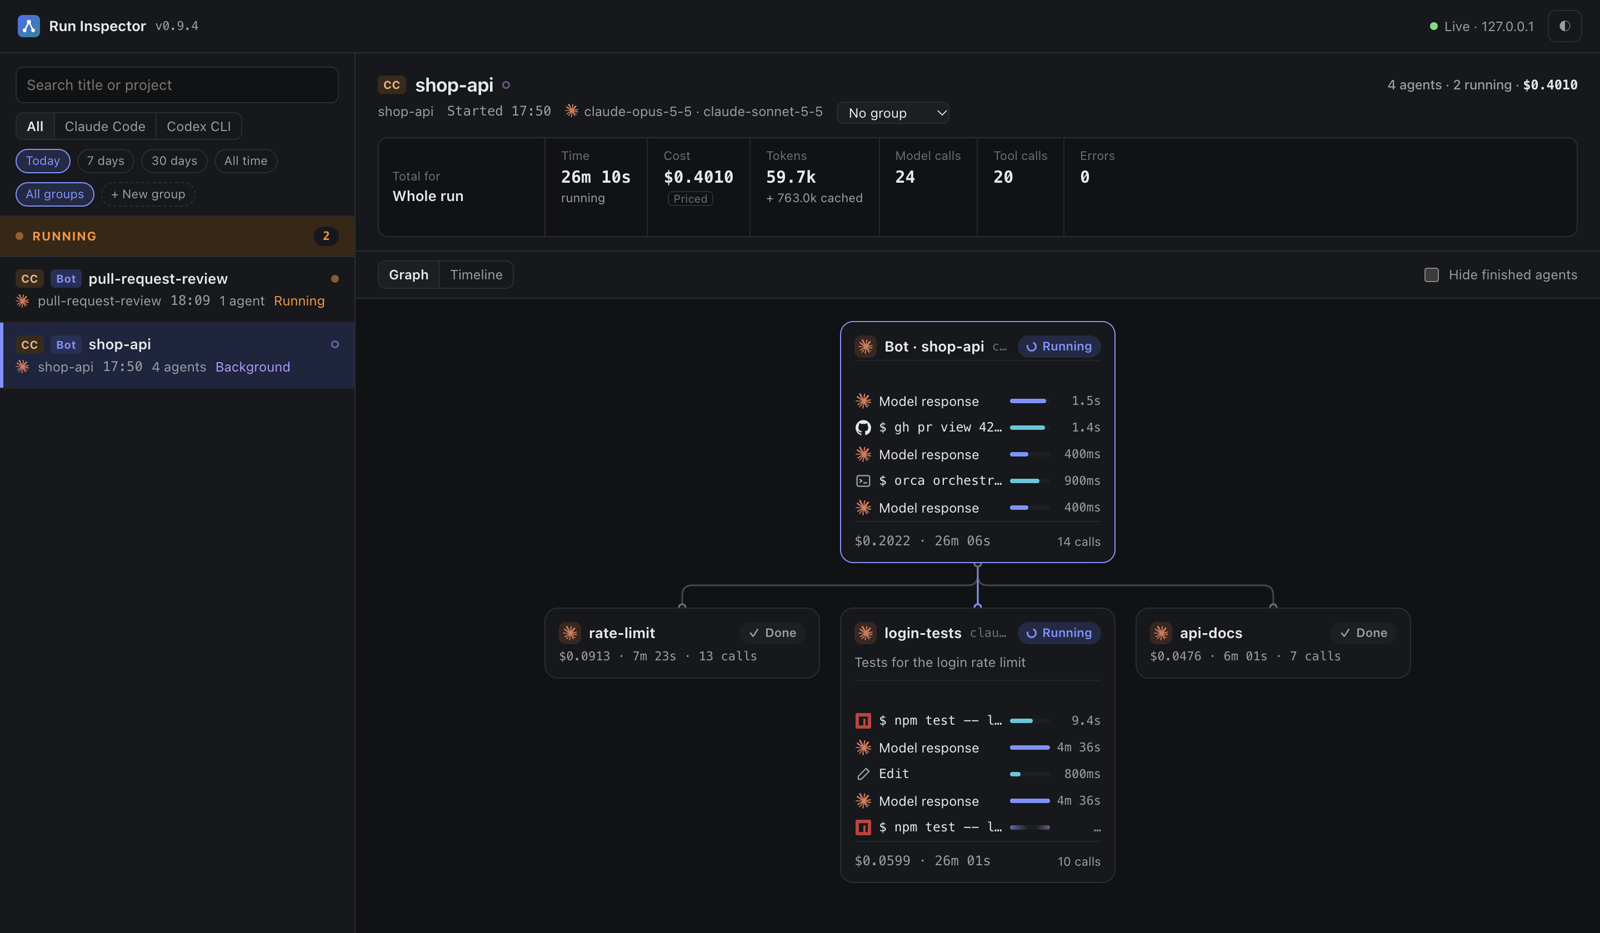 Run Inspector v0.9.4
Live · 127.0.0.1
Search title or project
All
Claude Code
Codex CLI
Today
7 days
30 days
All time
All groups
+ New group
RUNNING
2
CC Bot pull-request-review
pull-request-review 18:09 1 agent Running
CC Bot shop-api
shop-api 17:50 4 agents Background
CC shop-api
4 agents · 2 running · $0.4010
shop-api Started 17:50 claude-opus-5-5 · claude-sonnet-5-5 No group
Total for
Whole run
Time
26m 10s
running
Cost
$0.4010
Priced
Tokens
59.7k
+ 763.0k cached
Model calls
24
Tool calls
20
Errors
0
Graph
Timeline
Hide finished agents
Bot · shop-api c… Running
Model response 1.5s
$ gh pr view 42… 1.4s
Model response 400ms
$ orca orchestr… 900ms
Model response 400ms
$0.2022 · 26m 06s 14 calls
rate-limit Done
$0.0913 · 7m 23s · 13 calls
login-tests clau… Running
Tests for the login rate limit
$ npm test -- l… 9.4s
Model response 4m 36s
Edit 800ms
Model response 4m 36s
$ npm test -- l… …
$0.0599 · 26m 01s 10 calls
api-docs Done
$0.0476 · 6m 01s · 7 calls